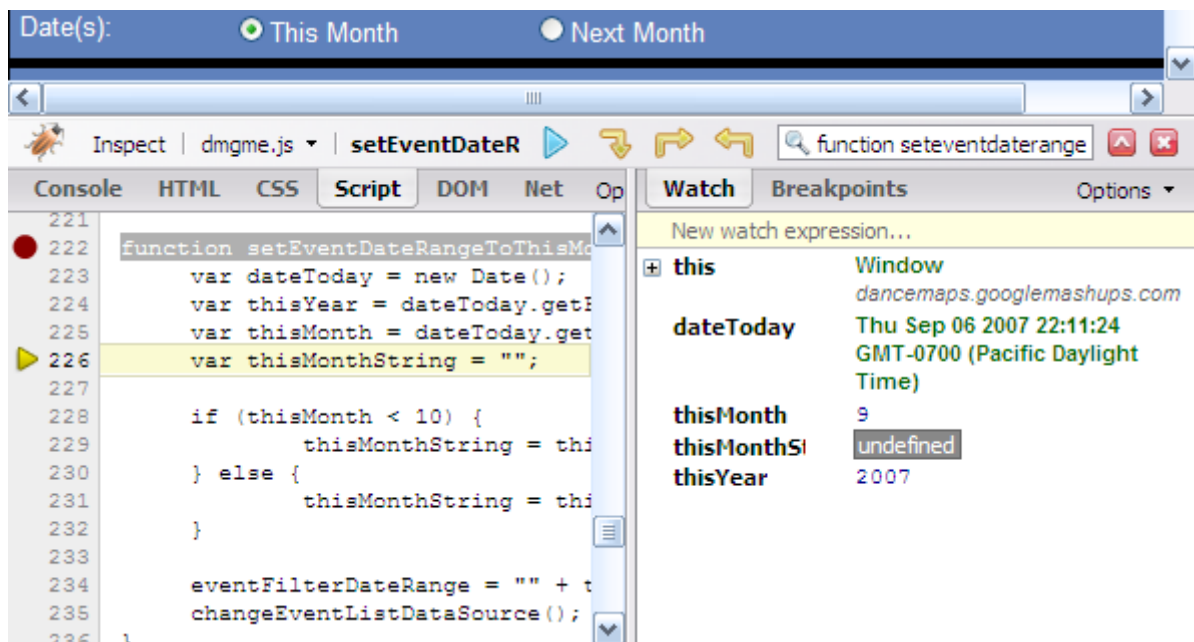 Date(s): This Month Next Month
Inspect dmgme.js setEventDateR function seteventdaterange
Console HTML CSS Script DOM Net Op
Watch Breakpoints Options
221
222 function setEventDateRangeToThisMo
223 var dateToday = new Date();
224 var thisYear = dateToday.getF
225 var thisMonth = dateToday.get
226 var thisMonthString = "";
227
228 if (thisMonth < 10) {
229 thisMonthString = thi
230 } else {
231 thisMonthString = thi
232 }
233
234 eventFilterDateRange = "" + t
235 changeEventListDataSource();
236 }
New watch expression...
this Window
dancemaps.googlemashups.com
dateToday Thu Sep 06 2007 22:11:24
GMT-0700 (Pacific Daylight
Time)
thisMonth 9
thisMonthSt undefined
thisYear 2007